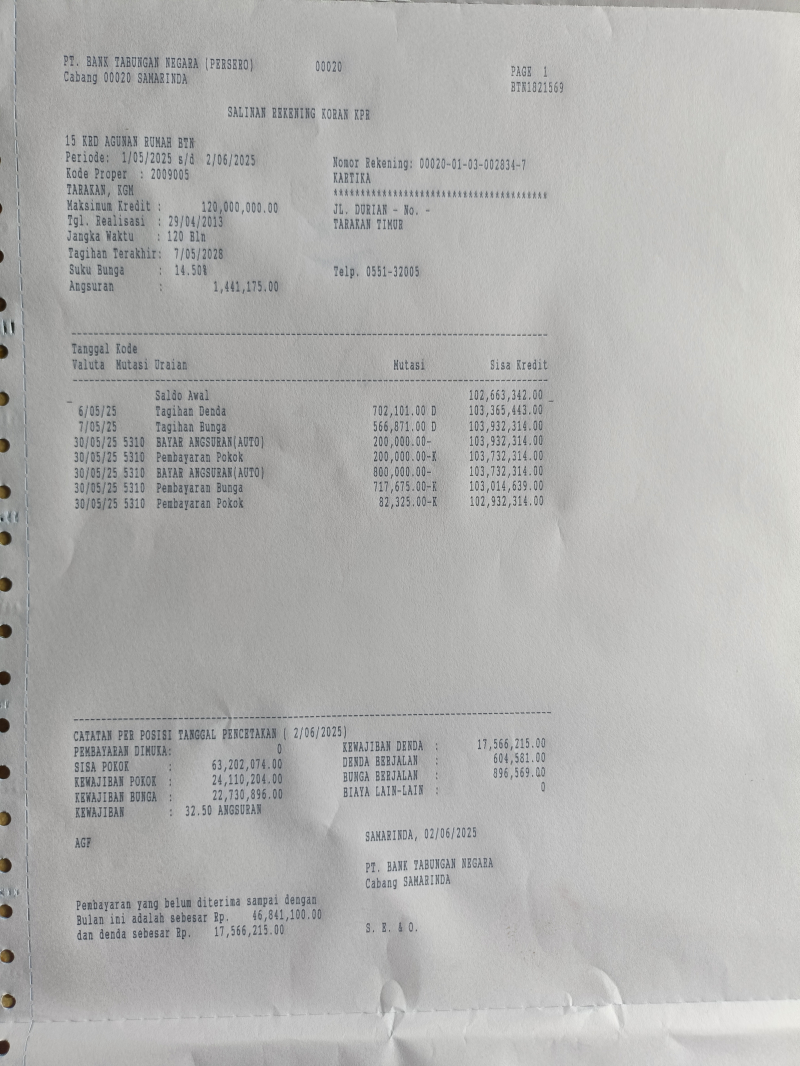 PT. BANK TABUNGAN NEGARA (PERSERO) 00020 PAGE 1
Cabang 00020 SAMARINDA BTN1821569
SALINAN REKENING KORAN KPR
15 KRD AGUNAN RUMAH BTN
Periode: 1/05/2025 s/d 2/06/2025 Nomor Rekening: 00020-01-03-002834-7
Kode Proper : 2009005 KARTIKA
TARAKAN, KGM ****************************************
Maksimum Kredit : 120,000,000.00 JL. DURIAN - No. -
Tgl. Realisasi : 29/04/2013 TARAKAN TIMUR
Jangka Waktu : 120 Bln
Tagihan Terakhir: 7/05/2028
Suku Bunga : 14.50% Telp. 0551-32005
Angsuran : 1,441,175.00
Tanggal Kode
Valuta Mutasi Uraian Mutasi Sisa Kredit
Saldo Awal 102,663,342.00
6/05/25 Tagihan Denda 702,101.00 D 103,365,443.00
7/05/25 Tagihan Bunga 566,871.00 D 103,932,314.00
30/05/25 5310 BAYAR ANGSURAN(AUTO) 200,000.00- 103,932,314.00
30/05/25 5310 Pembayaran Pokok 200,000.00-K 103,732,314.00
30/05/25 5310 BAYAR ANGSURAN(AUTO) 800,000.00- 103,732,314.00
30/05/25 5310 Pembayaran Bunga 717,675.00-K 103,014,639.00
30/05/25 5310 Pembayaran Pokok 82,325.00-K 102,932,314.00
CATATAN PER POSISI TANGGAL PENCETAKAN ( 2/06/2025)
PEMBAYARAN DIMUKA: 0 KEWAJIBAN DENDA : 17,566,215.00
SISA POKOK : 63,202,074.00 DENDA BERJALAN : 604,581.00
KEWAJIBAN POKOK : 24,110,204.00 BUNGA BERJALAN : 896,569.00
KEWAJIBAN BUNGA : 22,730,896.00 BIAYA LAIN-LAIN : 0
KEWAJIBAN : 32.50 ANGSURAN
AGF SAMARINDA, 02/06/2025
PT. BANK TABUNGAN NEGARA
Cabang SAMARINDA
Pembayaran yang belum diterima sampai dengan
Bulan ini adalah sebesar Rp. 46,841,100.00
dan denda sebesar Rp. 17,566,215.00 S. E. & O.